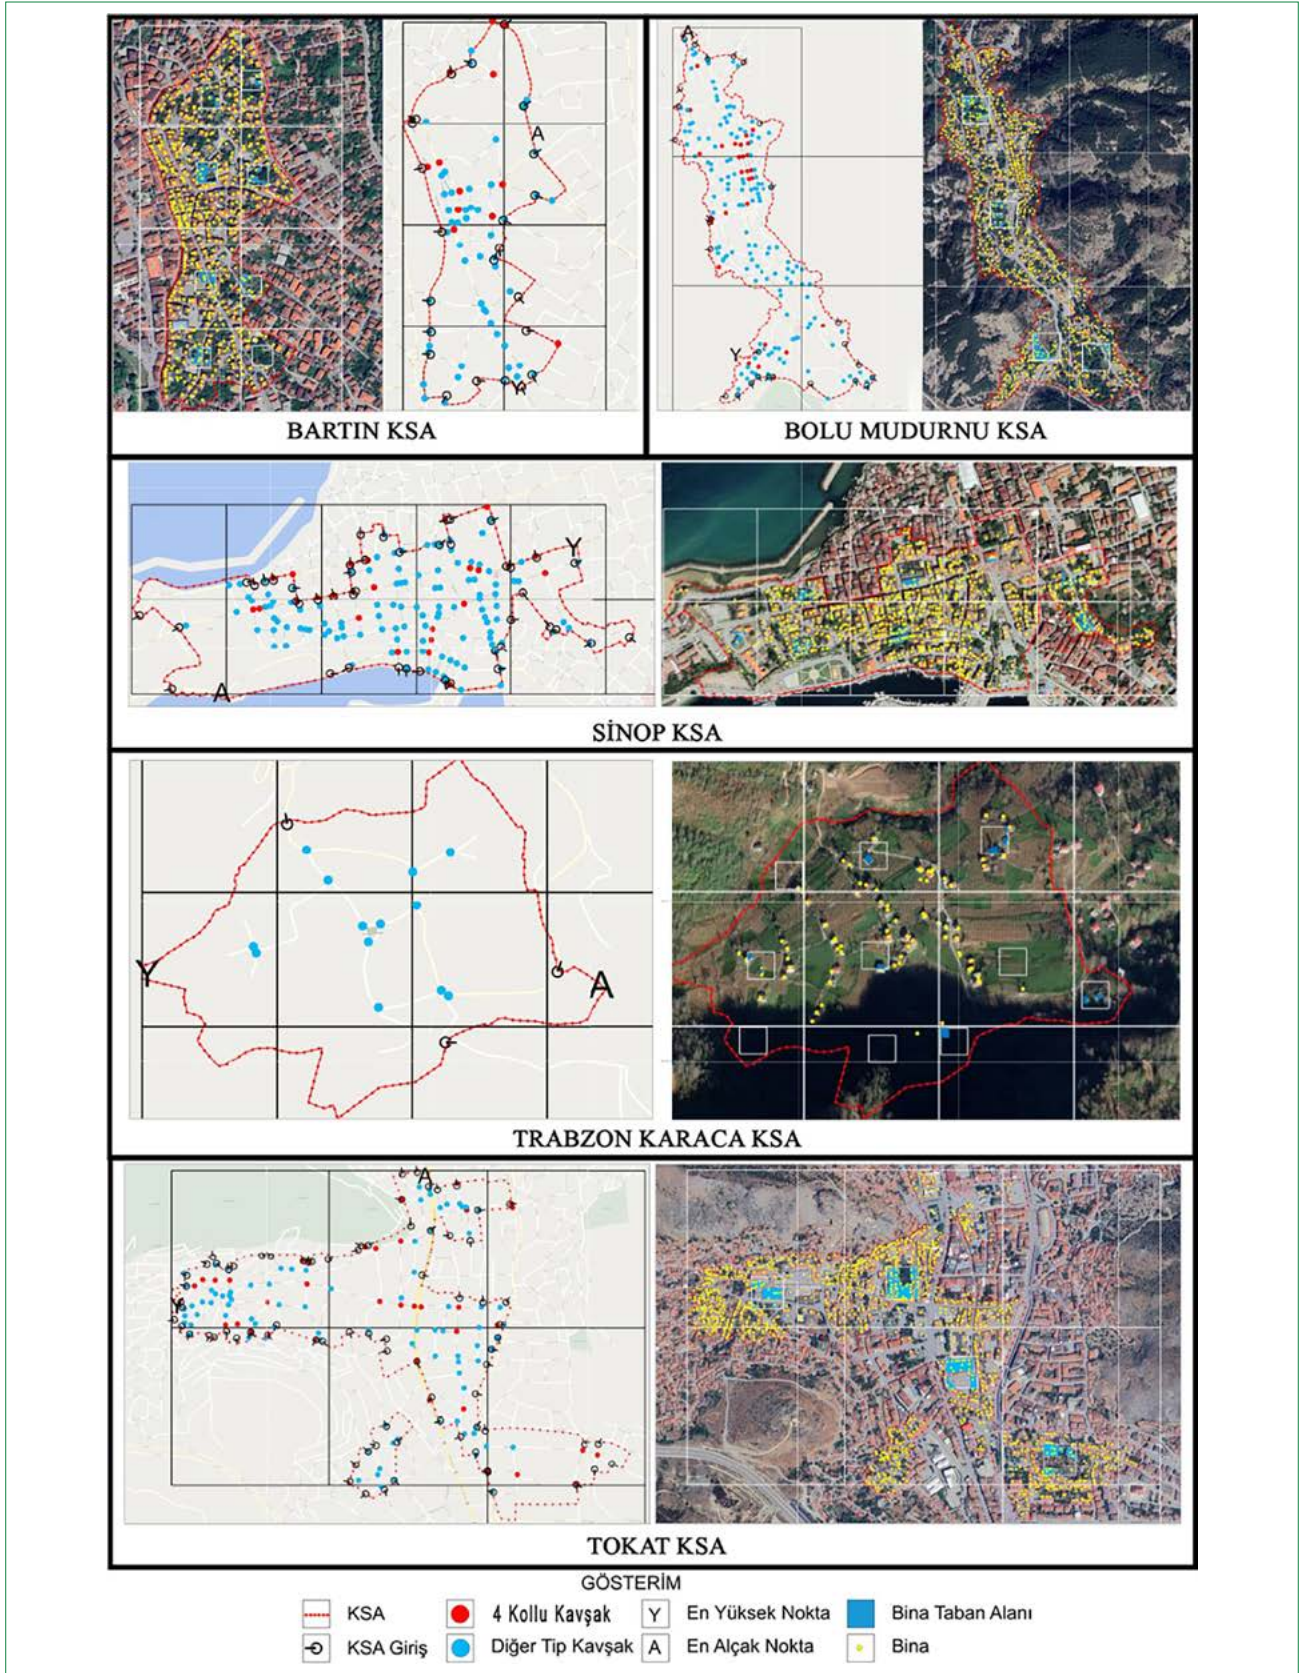 A
Y
BARTIN KSA
A
Y
BOLU MUDURNU KSA
Y
A
SİNOP KSA
Y
A
TRABZON KARACA KSA
A
Y
TOKAT KSA
GÖSTERİM
KSA
4 Kollu Kavşak
Y
En Yüksek Nokta
Bina Taban Alanı
KSA Giriş
Diğer Tip Kavşak
A
En Alçak Nokta
Bina